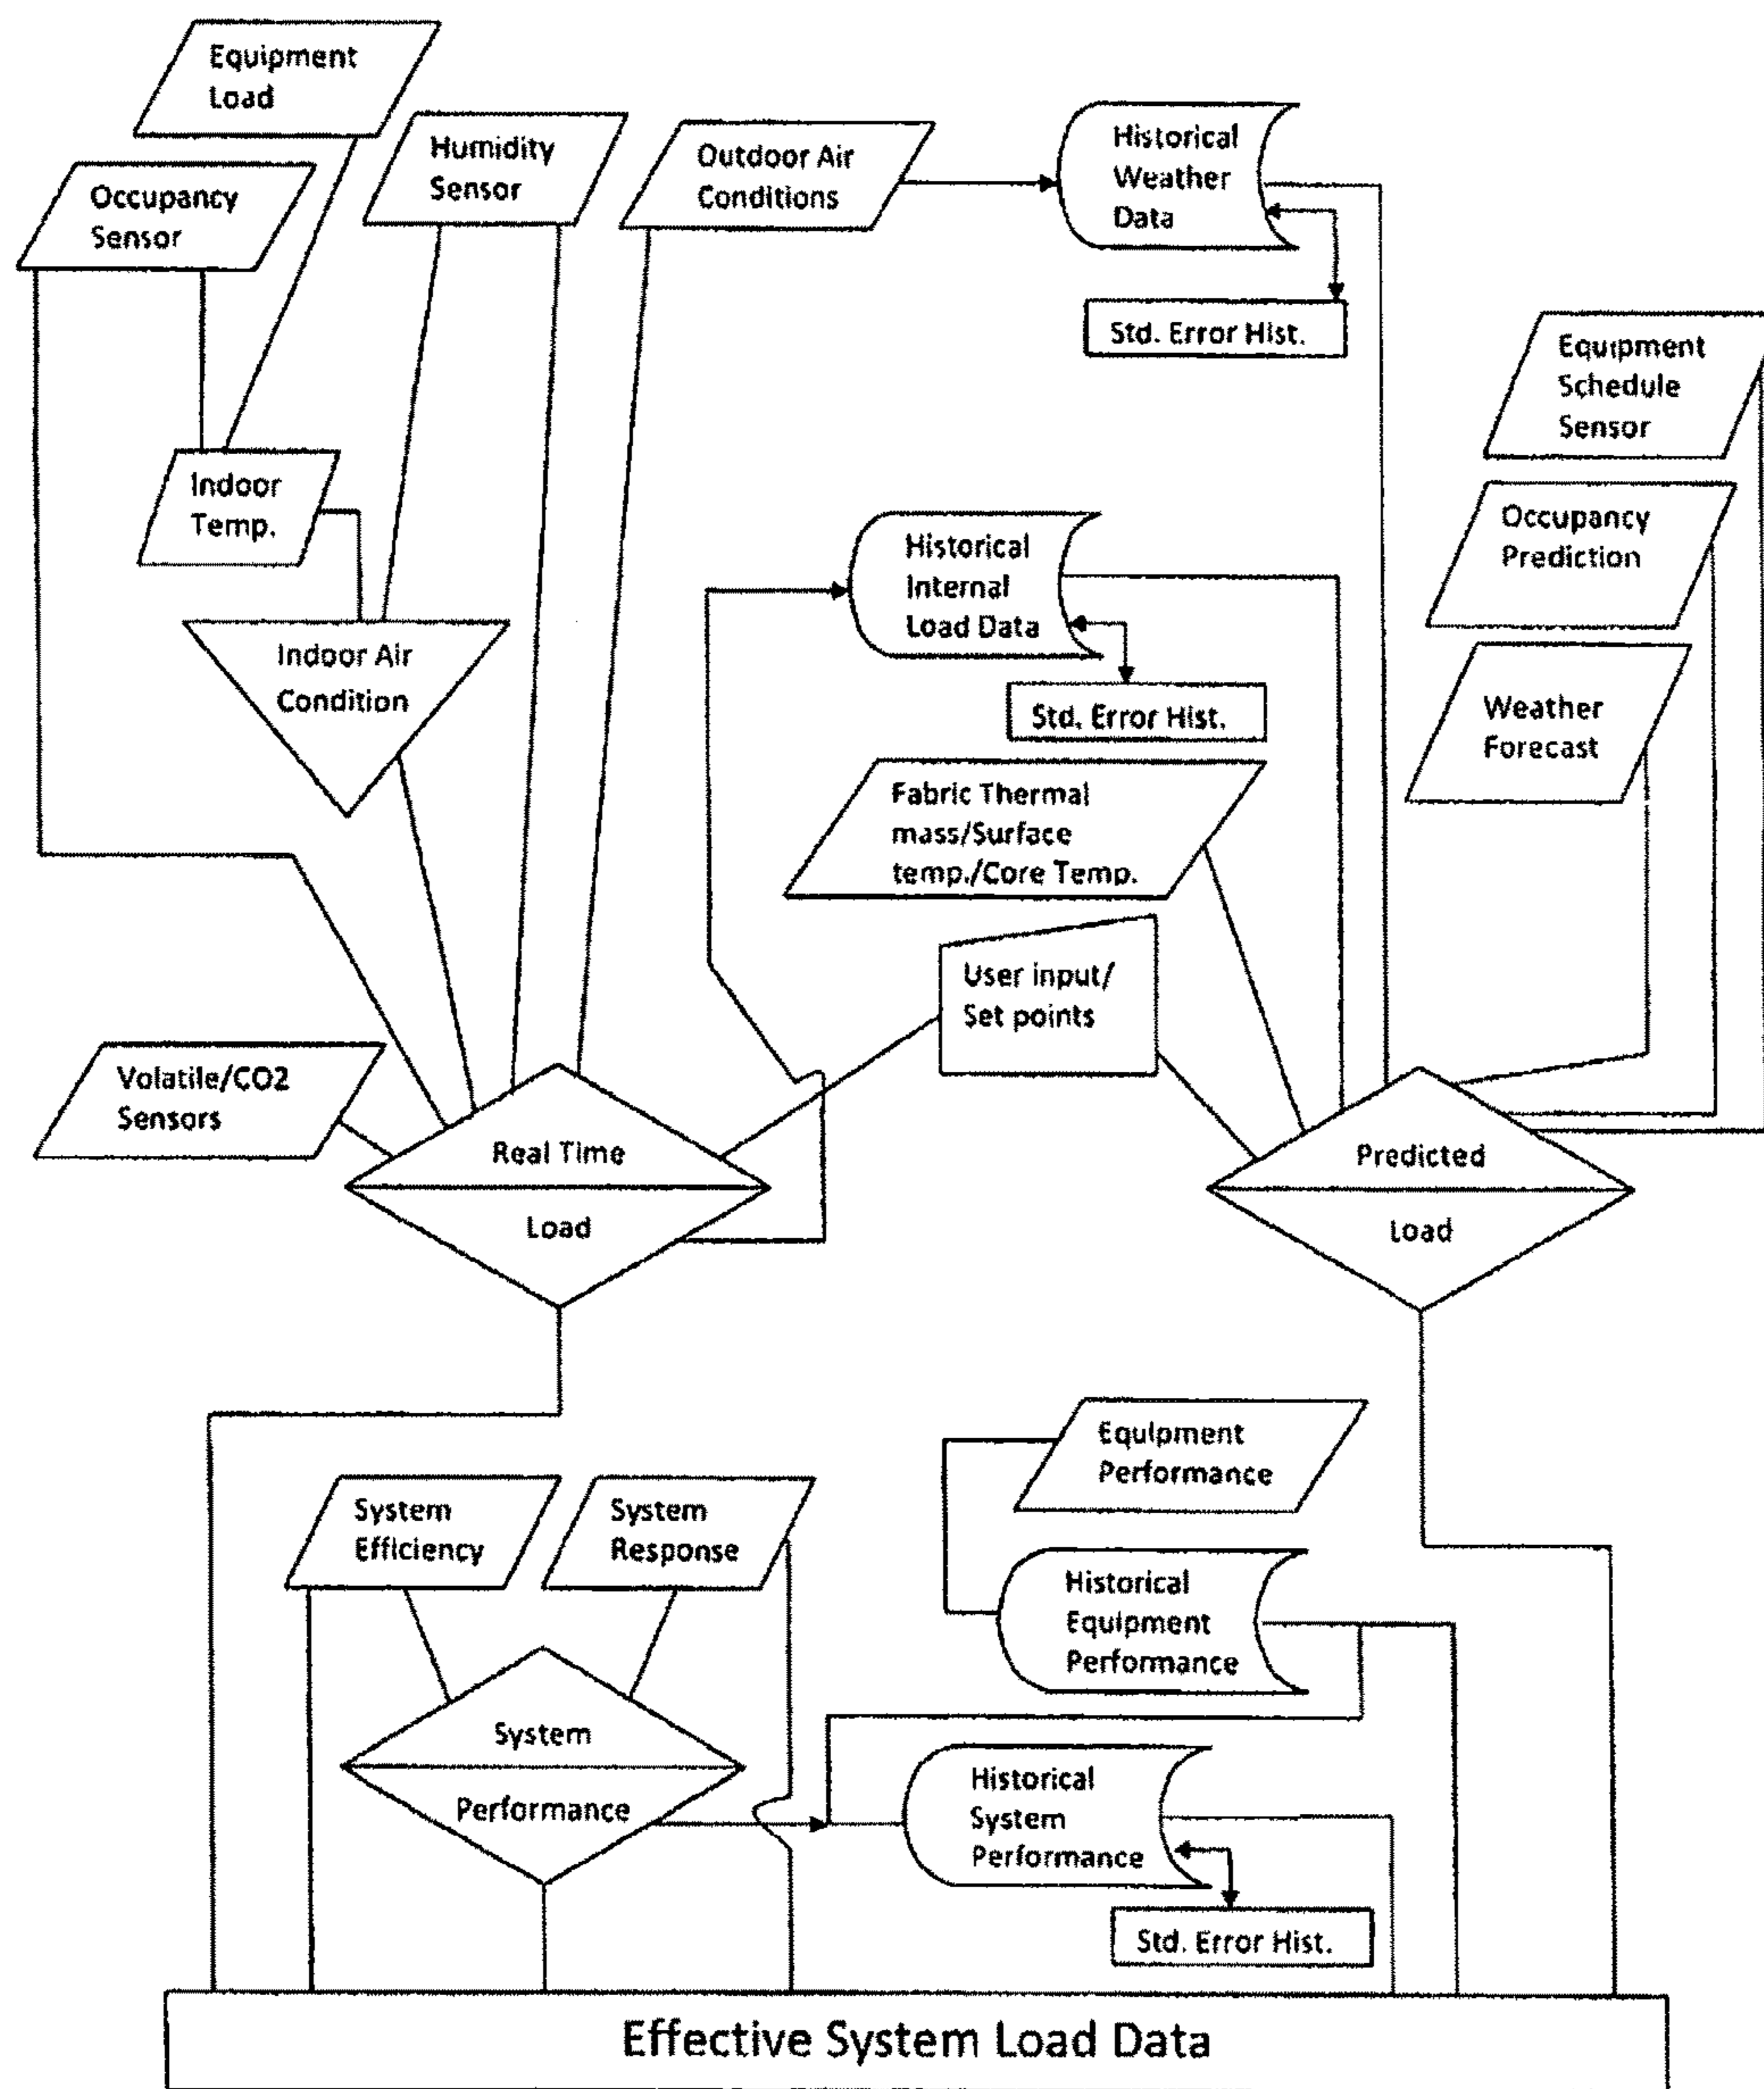 Equipment
Load
Humidity
Sensor
Outdoor Air
Conditions
Historical
Weather
Data
Occupancy
Sensor
Std. Error Hist.
Equipment
Schedule
Sensor
Indoor
Temp.
Occupancy
Prediction
Historical
Internal
Load Data
Indoor Air
Condition
Std. Error Hist.
Weather
Forecast
Fabric Thermal
mass/Surface
temp./Core Temp.
User input/
Set points
Volatile/CO2
Sensors
Real Time
Load
Predicted
Load
Equipment
Performance
System
Efficiency
System
Response
Historical
Equipment
Performance
System
Performance
Historical
System
Performance
Std. Error Hist.
Effective System Load Data